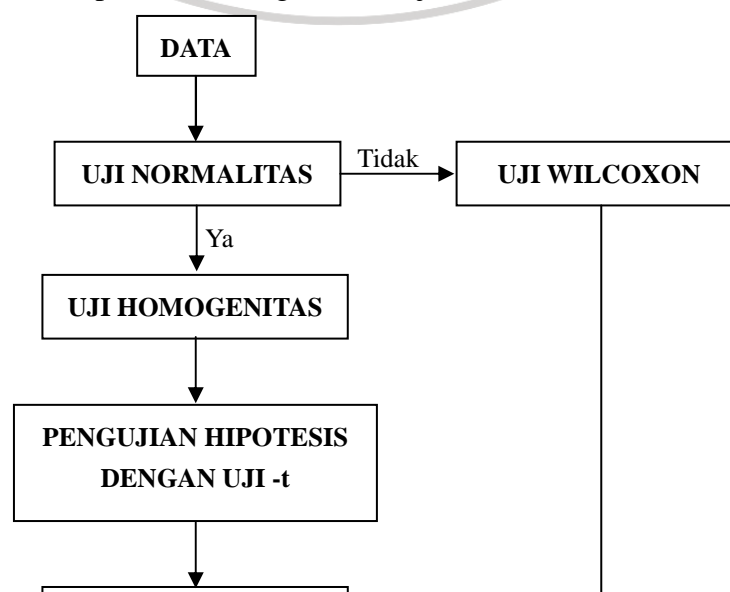 DATA
UJI NORMALITAS
Tidak
UJI WILCOXON
Ya
UJI HOMOGENITAS
PENGUJIAN HIPOTESIS
DENGAN UJI -t